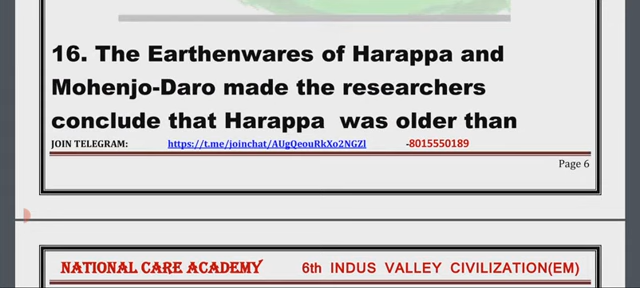 16. The Earthenwares of Harappa and
Mohenjo-Daro made the researchers
conclude that Harappa was older than
JOIN TELEGRAM: https://t.me/joinchat/AUgQeouRkXo2NGZl -8015550189
Page 6
NATIONAL CARE ACADEMY 6th INDUS VALLEY CIVILIZATION(EM)